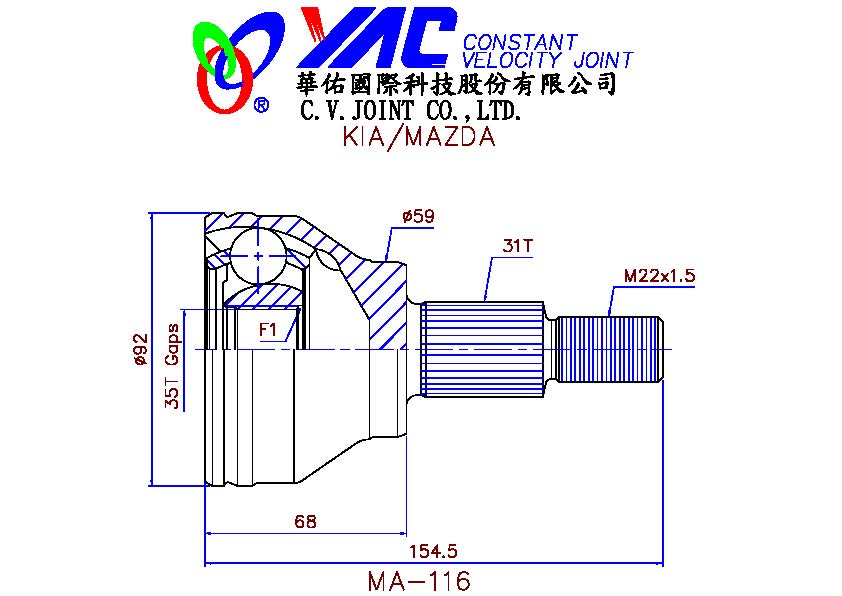 YAC CONSTANT
VELOCITY JOINT
®
華佑國際科技股份有限公司
C.V.JOINT CO.,LTD.
KIA/MAZDA
ø59
31T
M22x1.5
F1
ø92
35T Gaps
68
154.5
MA-116